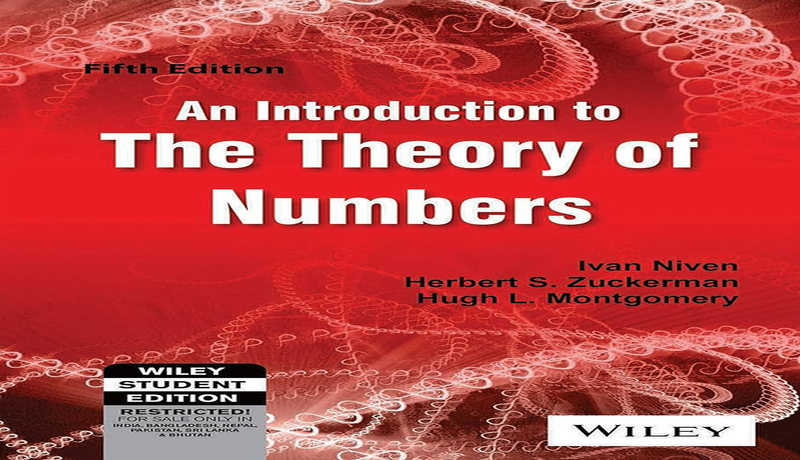 Fifth Edition
An Introduction to
The Theory of
Numbers
Ivan Niven
Herbert S. Zuckerman
Hugh L. Montgomery
WILEY
STUDENT
EDITION
RESTRICTED!
FOR SALE ONLY IN
INDIA, BANGLADESH, NEPAL,
PAKISTAN, SRI LANKA
& BHUTAN
WILEY